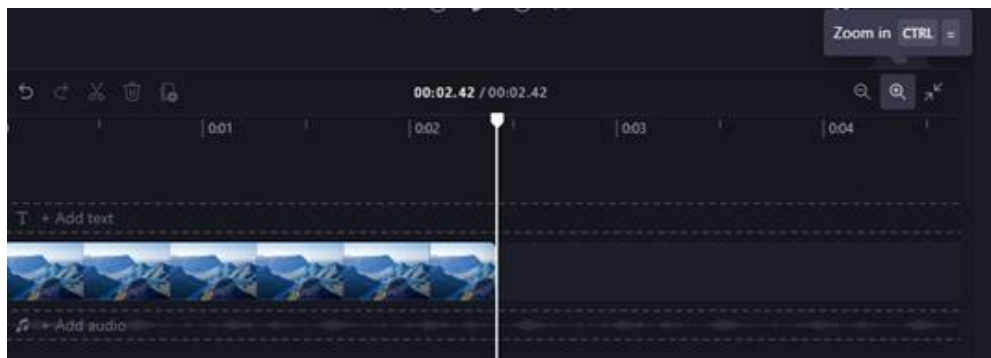 Zoom in CTRL =
00:02.42 / 00:02.42
0:01 0:02 0:03 0:04
T + Add text
+ Add audio